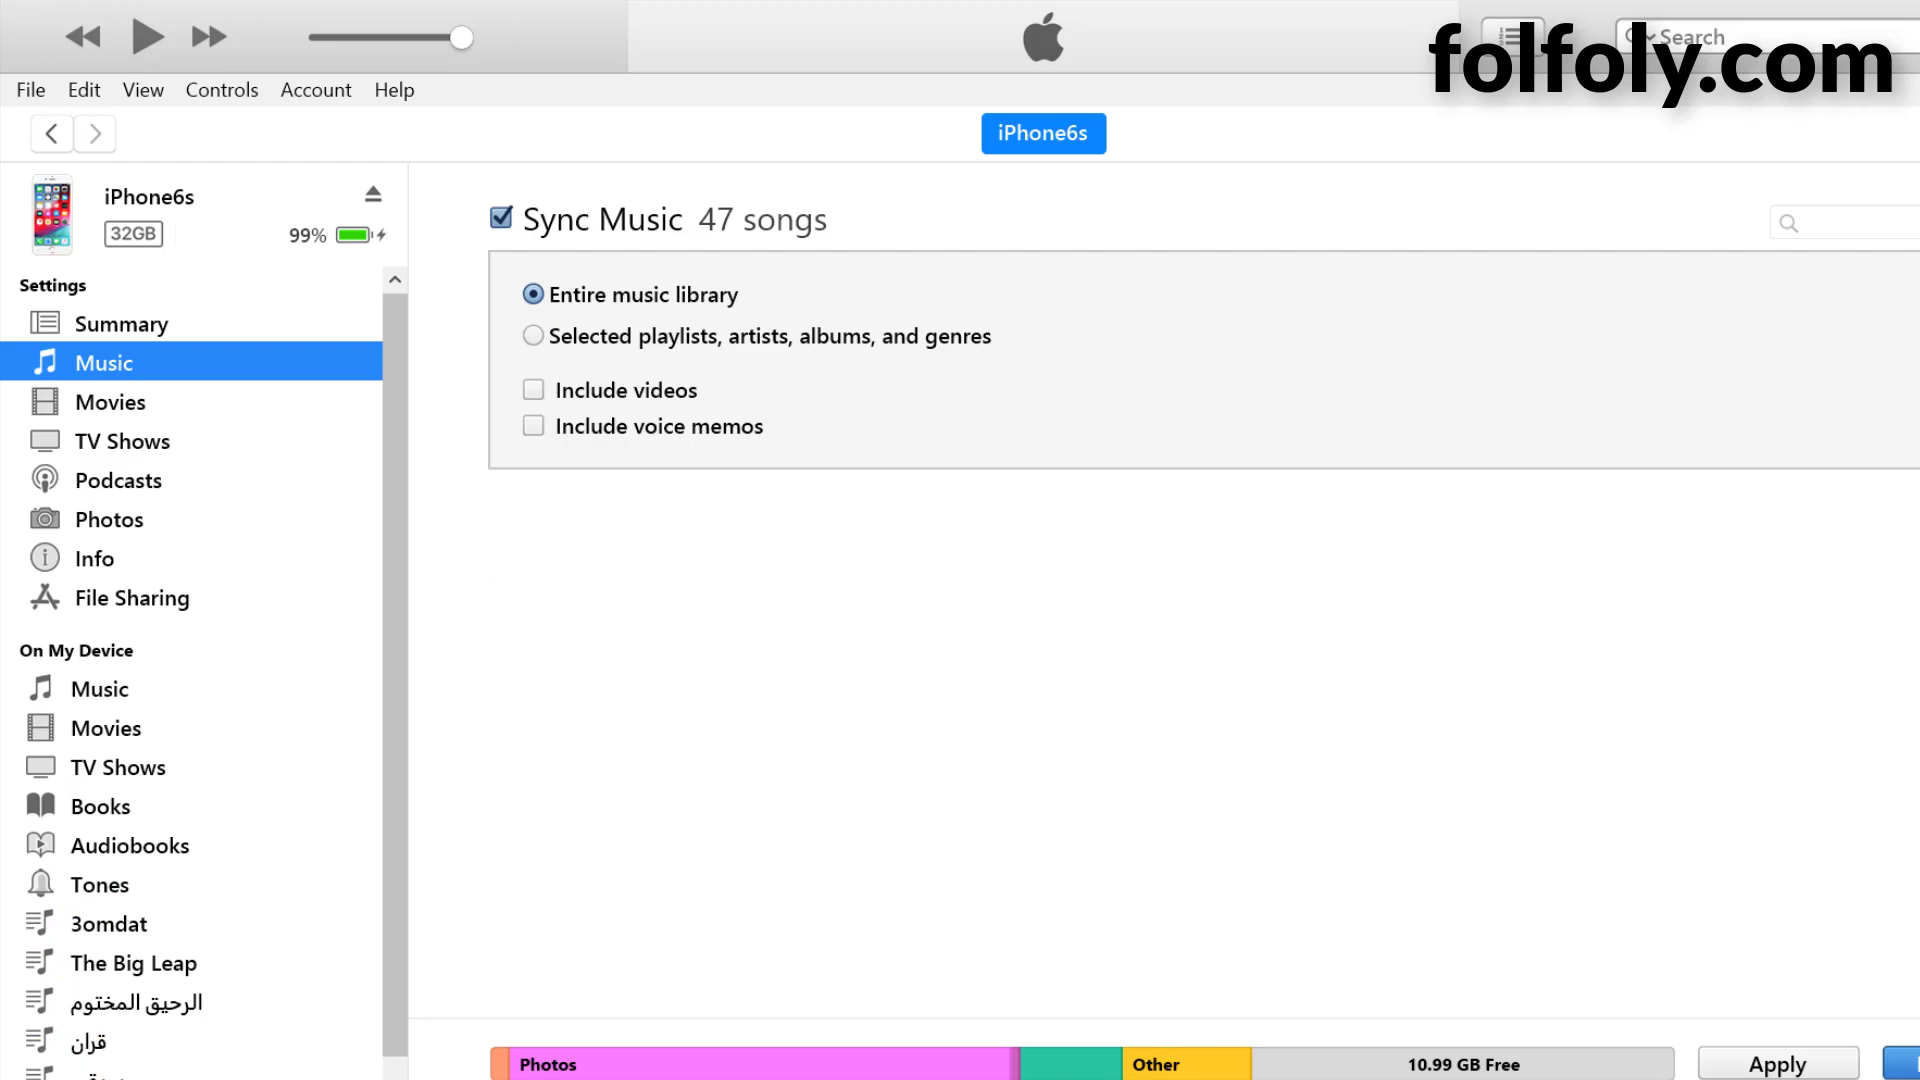 Search
folfoly.com
File Edit View Controls Account Help
iPhone6s
iPhone6s
32GB
99%
Settings
Summary
Music
Movies
TV Shows
Podcasts
Photos
Info
File Sharing
On My Device
Music
Movies
TV Shows
Books
Audiobooks
Tones
3omdat
The Big Leap
الرحيق المختوم
قران
Sync Music 47 songs
Entire music library
Selected playlists, artists, albums, and genres
Include videos
Include voice memos
Photos
Other
10.99 GB Free
Apply